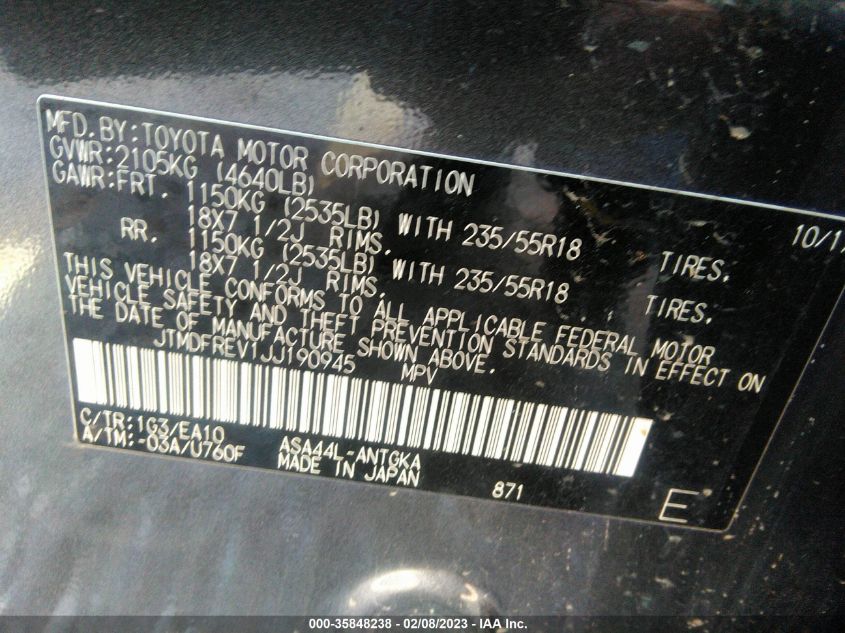 MFD.BY:TOYOTA MOTOR CORPORATION 10/1
GVWR:2105KG (4640LB)
GAWR:FRT. 1150KG (2535LB) WITH 235/55R18 TIRES,
18X7 1/2J RIMS,
RR. 1150KG (2535LB) WITH 235/55R18 TIRES,
18X7 1/2J RIMS,
THIS VEHICLE CONFORMS TO ALL APPLICABLE FEDERAL MOTOR
VEHICLE SAFETY AND THEFT PREVENTION STANDARDS IN EFFECT ON
THE DATE OF MANUFACTURE SHOWN ABOVE.
JTMDFREV1JJ190945 MPV
C/TR:1G3/EA10 ASA44L-ANTGKA
A/TM:-03A/U760F MADE IN JAPAN 871 E
000-35848238 - 02/08/2023 - IAA Inc.